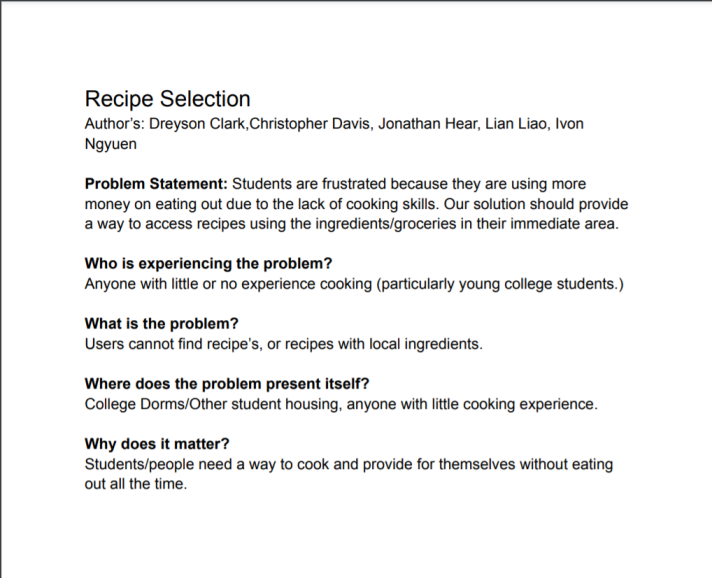 Recipe Selection
Author's: Dreyson Clark,Christopher Davis, Jonathan Hear, Lian Liao, Ivon
Ngyuen
Problem Statement: Students are frustrated because they are using more
money on eating out due to the lack of cooking skills. Our solution should provide
a way to access recipes using the ingredients/groceries in their immediate area.
Who is experiencing the problem?
Anyone with little or no experience cooking (particularly young college students.)
What is the problem?
Users cannot find recipe's, or recipes with local ingredients.
Where does the problem present itself?
College Dorms/Other student housing, anyone with little cooking experience.
Why does it matter?
Students/people need a way to cook and provide for themselves without eating
out all the time.